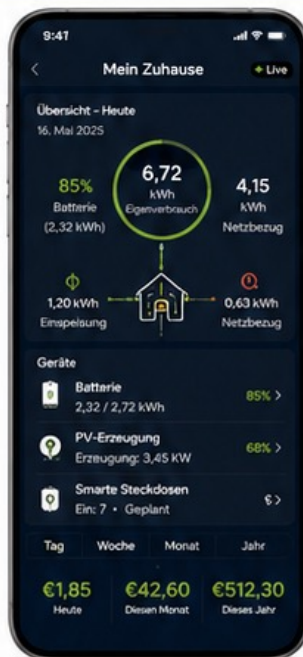 9:41
Mein Zuhause
Live
Übersicht – Heute
16. Mai 2025
85%
Batterie
(2,32 kWh)
6,72
kWh
Eigenverbrauch
4,15
kWh
Netzbezug
1,20 kWh
Einspeisung
0,63 kWh
Netzbezug
Geräte
Batterie
2,32 / 2,72 kWh
85%
PV-Erzeugung
Erzeugung: 3,45 KW
68%
Smarte Steckdosen
Ein: 7 • Geplant
Tag Woche Monat Jahr
€1,85 €42,60 €512,30
Heute Diesen Monat Dieses Jahr